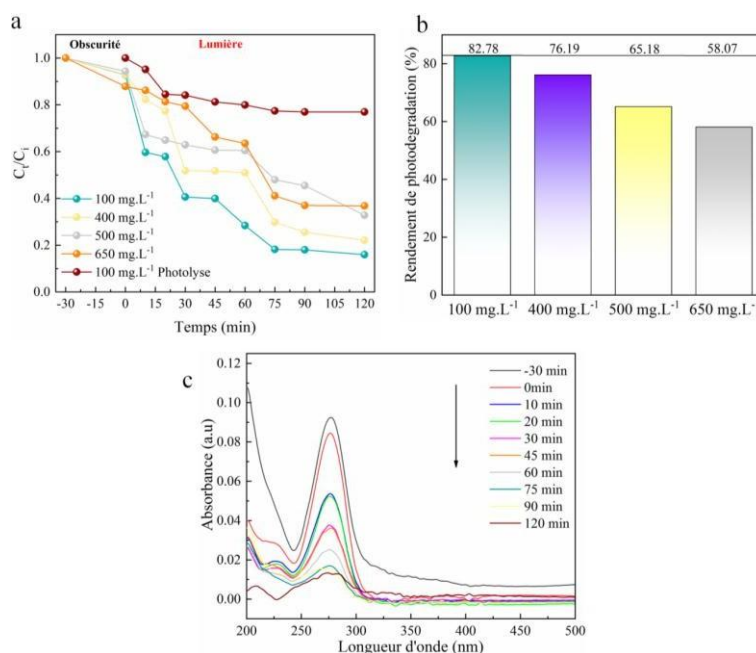 a
Obscurité Lumière
1.0
0.8
0.6
0.4
0.2
0.0
Ct/Ci
100 mg.L-1
400 mg.L-1
500 mg.L-1
650 mg.L-1
100 mg.L-1 Photolyse
-30 -15 0 15 30 45 60 75 90 105 120
Temps (min)
b
82.78 76.19 65.18 58.07
80
60
40
20
0
Rendement de photodegradation (%)
100 mg.L-1 400 mg.L-1 500 mg.L-1 650 mg.L-1
c
0.12
0.10
0.08
0.06
0.04
0.02
0.00
Absorbance (a.u)
-30 min
0min
10 min
20 min
30 min
45 min
60 min
75 min
90 min
120 min
200 250 300 350 400 450 500
Longueur d'onde (nm)